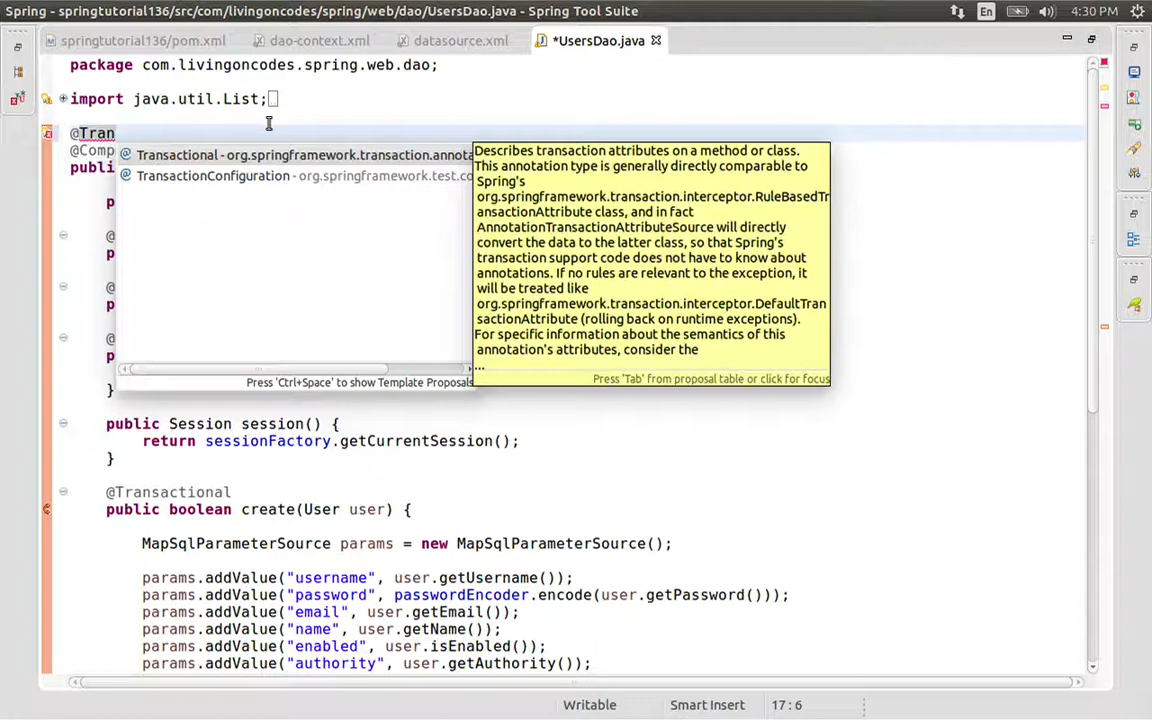 Spring - springtutorial136/src/com/livingoncodes/spring/web/dao/UsersDao.java - Spring Tool Suite
En
4:30 PM
springtutorial136/pom.xml
dao-context.xml
datasource.xml
*UsersDao.java
package com.livingoncodes.spring.web.dao;
import java.util.List;
@Tran
@Comp
publi
Transactional - org.springframework.transaction.annota
TransactionConfiguration - org.springframework.test.co
Press 'Ctrl+Space' to show Template Proposals
Describes transaction attributes on a method or class.
This annotation type is generally directly comparable to
Spring's
org.springframework.transaction.interceptor.RuleBasedTr
ansactionAttribute class, and in fact
AnnotationTransactionAttributeSource will directly
convert the data to the latter class, so that Spring's
transaction support code does not have to know about
annotations. If no rules are relevant to the exception, it
will be treated like
org.springframework.transaction.interceptor.DefaultTran
sactionAttribute (rolling back on runtime exceptions).
For specific information about the semantics of this
annotation's attributes, consider the
...
Press 'Tab' from proposal table or click for focus
p
@
p
@
p
@
p
}
public Session session() {
return sessionFactory.getCurrentSession();
}
@Transactional
public boolean create(User user) {
MapSqlParameterSource params = new MapSqlParameterSource();
params.addValue("username", user.getUsername());
params.addValue("password", passwordEncoder.encode(user.getPassword()));
params.addValue("email", user.getEmail());
params.addValue("name", user.getName());
params.addValue("enabled", user.isEnabled());
params.addValue("authority", user.getAuthority());
Writable
Smart Insert
17 : 6